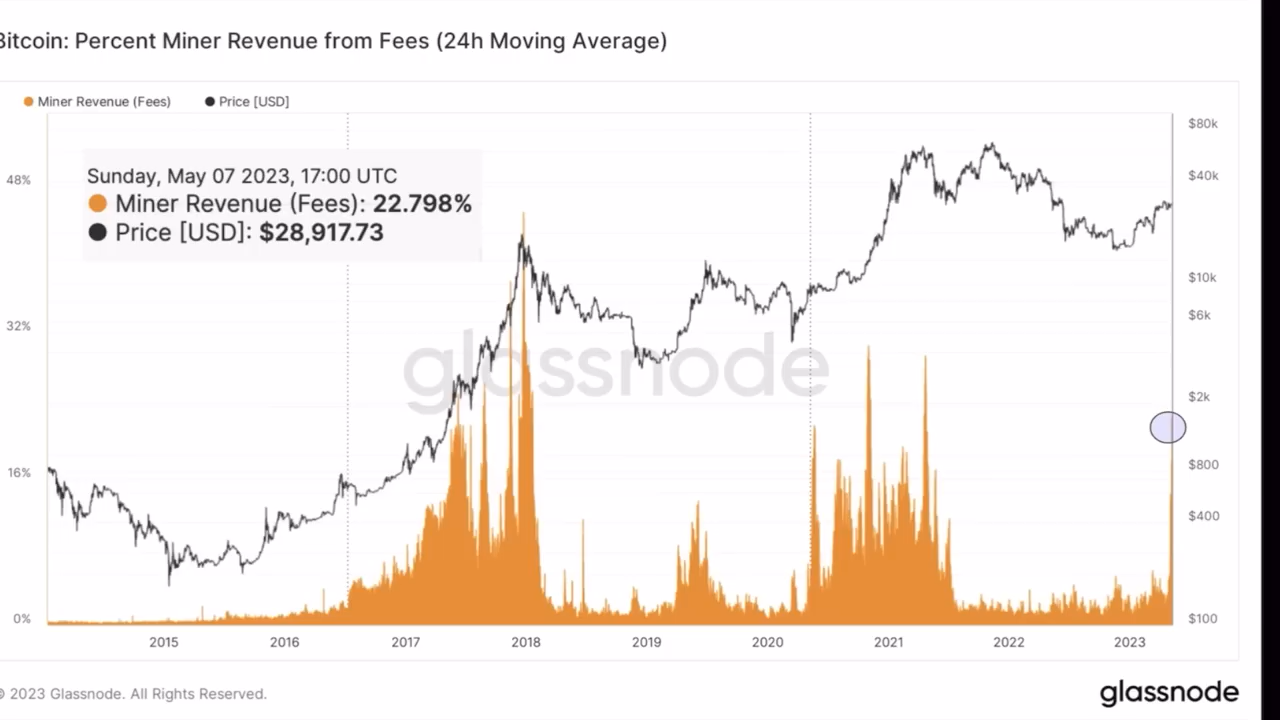 Bitcoin: Percent Miner Revenue from Fees (24h Moving Average)
Miner Revenue (Fees) Price [USD]
Sunday, May 07 2023, 17:00 UTC
Miner Revenue (Fees): 22.798%
Price [USD]: $28,917.73
48%
32%
16%
0%
$80k
$40k
$10k
$6k
$2k
$800
$400
$100
glassnode
2015 2016 2017 2018 2019 2020 2021 2022 2023
© 2023 Glassnode. All Rights Reserved.
glassnode